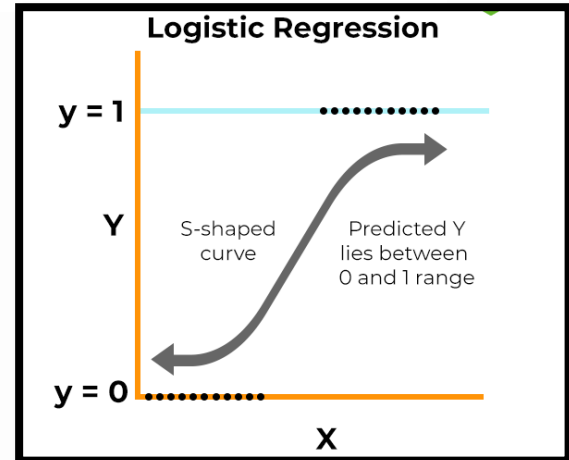 Logistic Regression
y = 1
Y
S-shaped
curve
Predicted Y
lies between
0 and 1 range
y = 0
X